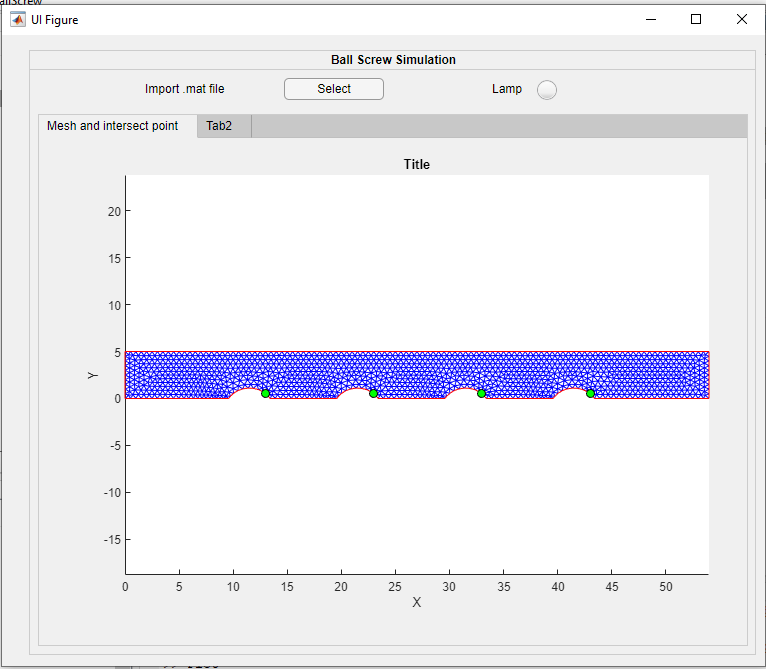 UI Figure
Ball Screw Simulation
Import .mat file Select Lamp
Mesh and intersect point Tab2
Title
20
15
10
5
0
-5
-10
-15
Y
0 5 10 15 20 25 30 35 40 45 50
X